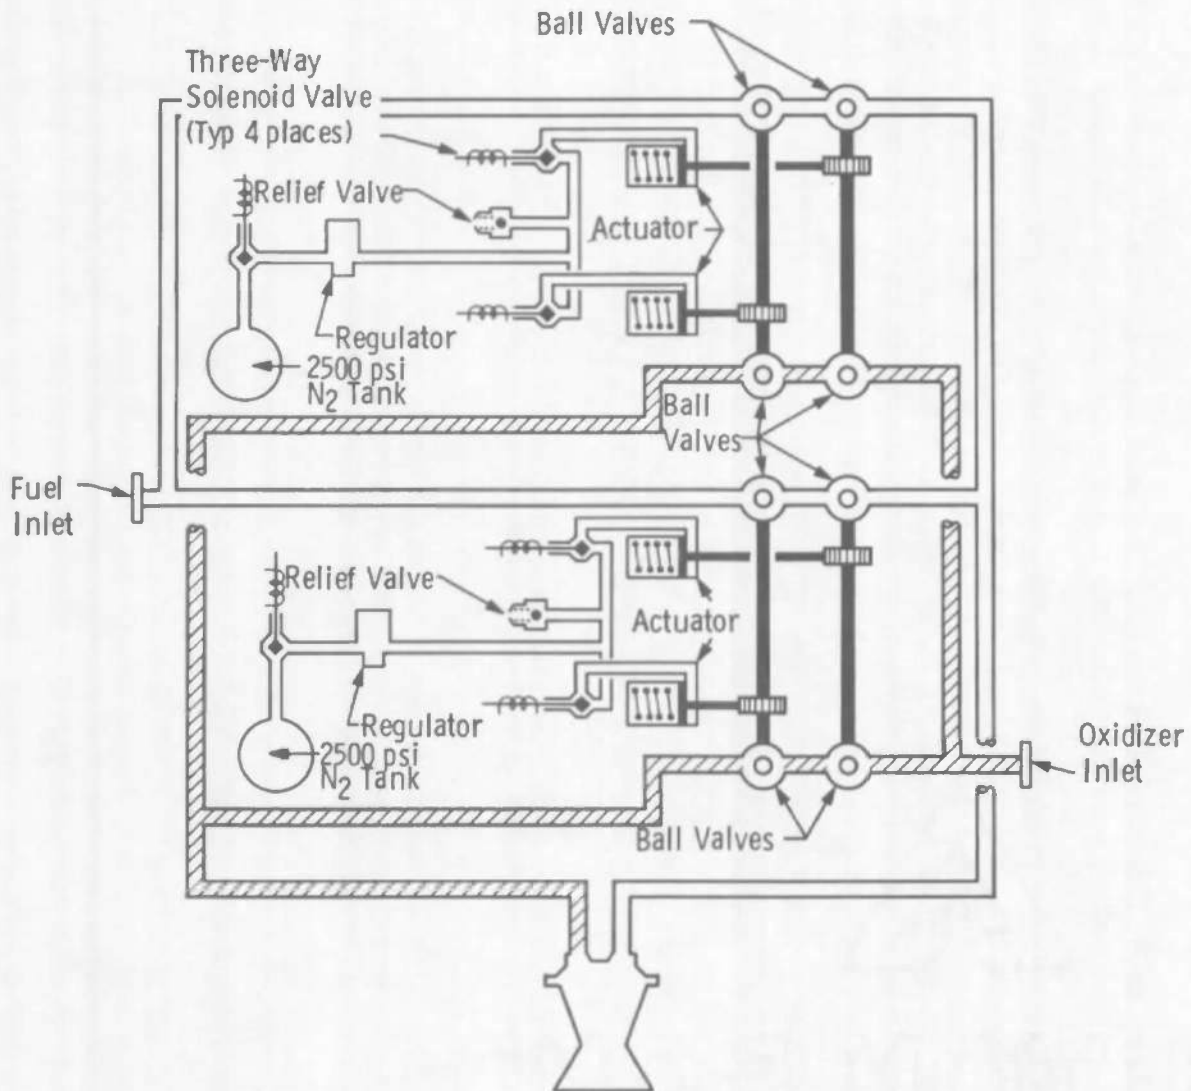 Ball Valves
Three-Way
Solenoid Valve
(Typ 4 places)
Relief Valve
Actuator
Regulator
2500 psi
N2 Tank
Ball
Valves
Fuel
Inlet
Relief Valve
Actuator
Regulator
2500 psi
N2 Tank
Oxidizer
Inlet
Ball Valves